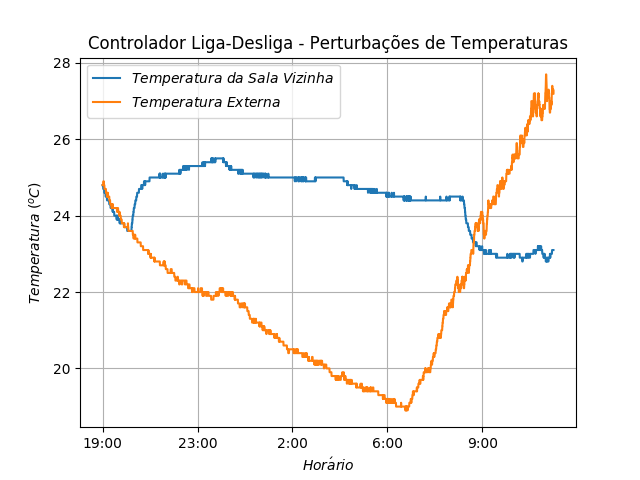 Controlador Liga-Desliga - Perturbações de Temperaturas
Temperatura da Sala Vizinha
Temperatura Externa
28
26
24
22
20
Temperatura (ºC)
19:00 23:00 2:00 6:00 9:00
Horário